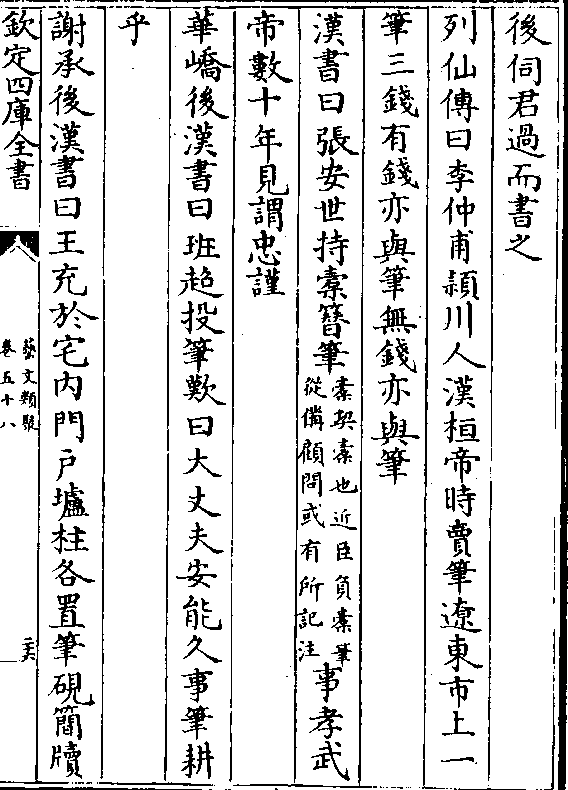 後伺君過而書之
列仙傳曰李仲甫潁川人漢桓帝時賣筆遼東市上一
筆三錢有錢亦與筆無錢亦與筆
漢書曰張安世持槖簪筆槖契槖也近臣負槖筆從備顧問或有所記注事孝武
帝數十年見謂忠謹
華嶠後漢書曰班超投筆歎曰大丈夫安能久事筆耕
乎
謝承後漢書曰王充於宅内門户墟柱各置筆硯簡牘
欽定四庫全書
藝文類聚
卷五十八
二六